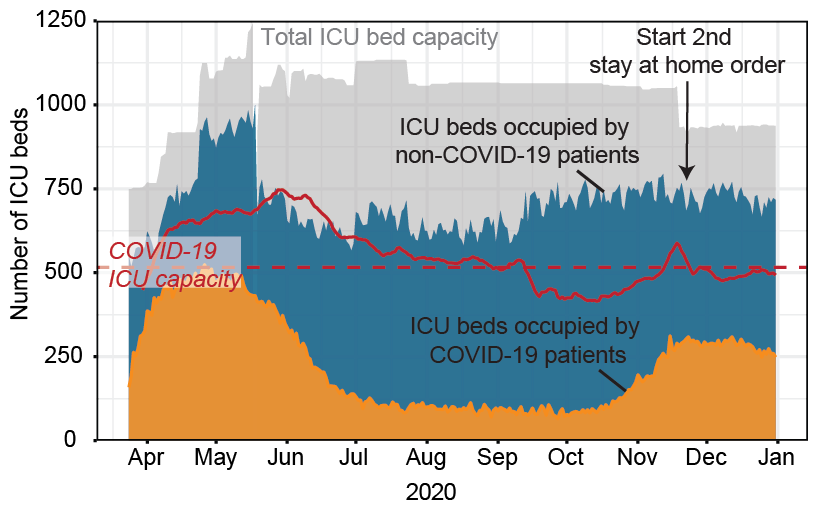 1250
1000
750
500
250
0
Number of ICU beds
Total ICU bed capacity
Start 2nd
stay at home order
ICU beds occupied by
non-COVID-19 patients
COVID-19
ICU capacity
ICU beds occupied by
COVID-19 patients
Apr May Jun Jul Aug Sep Oct Nov Dec Jan
2020